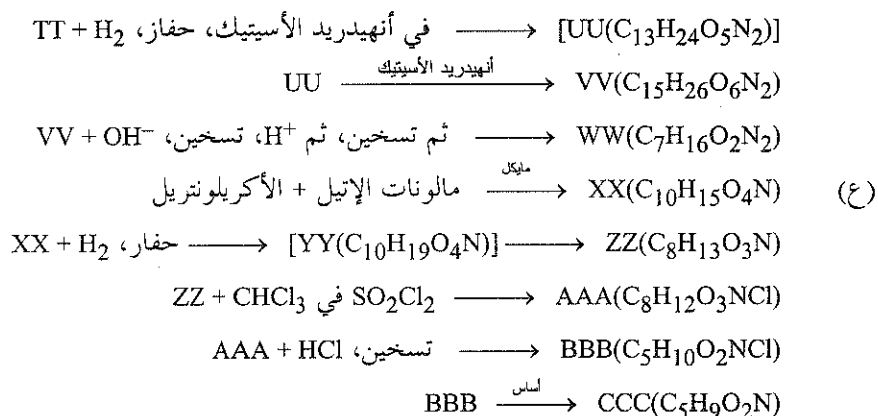 TT + H₂ ،في أنهيدريد الأسيتيك، حفاز ⟶ [UU(C₁₃H₂₄O₅N₂)]
UU أنهيدريد الأسيتيك ⟶ VV(C₁₅H₂₆O₆N₂)
VV + OH⁻ ،تسخين، ثم H⁺، ثم تسخين ⟶ WW(C₇H₁₆O₂N₂)
(ع) مالونات الإتيل + الأكريلونتريل مايكل ⟶ XX(C₁₀H₁₅O₄N)
XX + H₂ ،حفار ⟶ [YY(C₁₀H₁₉O₄N)] ⟶ ZZ(C₈H₁₃O₃N)
ZZ + CHCl₃ في SO₂Cl₂ ⟶ AAA(C₈H₁₂O₃NCl)
AAA + HCl ،تسخين ⟶ BBB(C₅H₁₀O₂NCl)
BBB أساس ⟶ CCC(C₅H₉O₂N)